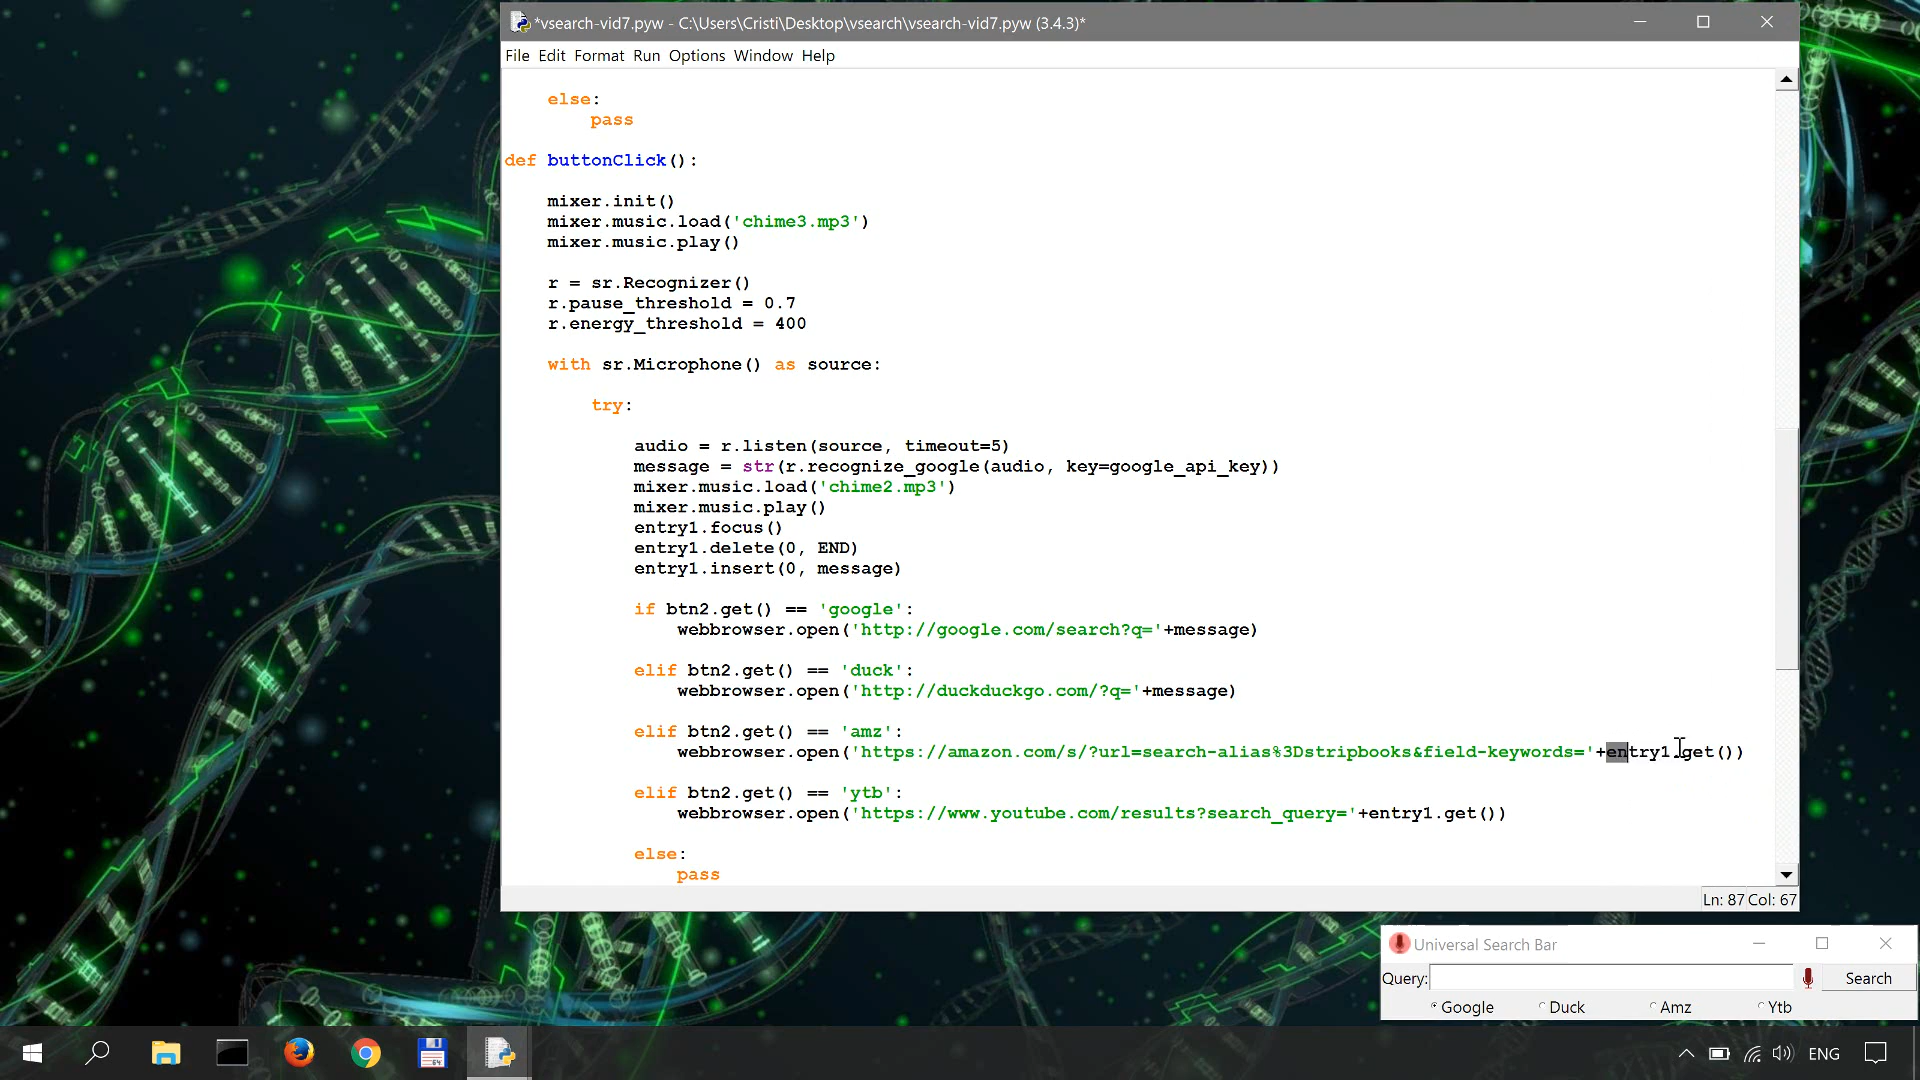 *vsearch-vid7.pyw - C:\Users\Cristi\Desktop\vsearch\vsearch-vid7.pyw (3.4.3)*
File Edit Format Run Options Window Help
else:
pass
def buttonClick():
mixer.init()
mixer.music.load('chime3.mp3')
mixer.music.play()
r = sr.Recognizer()
r.pause_threshold = 0.7
r.energy_threshold = 400
with sr.Microphone() as source:
try:
audio = r.listen(source, timeout=5)
message = str(r.recognize_google(audio, key=google_api_key))
mixer.music.load('chime2.mp3')
mixer.music.play()
entry1.focus()
entry1.delete(0, END)
entry1.insert(0, message)
if btn2.get() == 'google':
webbrowser.open('http://google.com/search?q='+message)
elif btn2.get() == 'duck':
webbrowser.open('http://duckduckgo.com/?q='+message)
elif btn2.get() == 'amz':
webbrowser.open('https://amazon.com/s/?url=search-alias%3Dstripbooks&field-keywords='+entry1.get())
elif btn2.get() == 'ytb':
webbrowser.open('https://www.youtube.com/results?search_query='+entry1.get())
else:
pass
Ln: 87 Col: 67
Universal Search Bar
Query: Search
Google Duck Amz Ytb
64
ENG